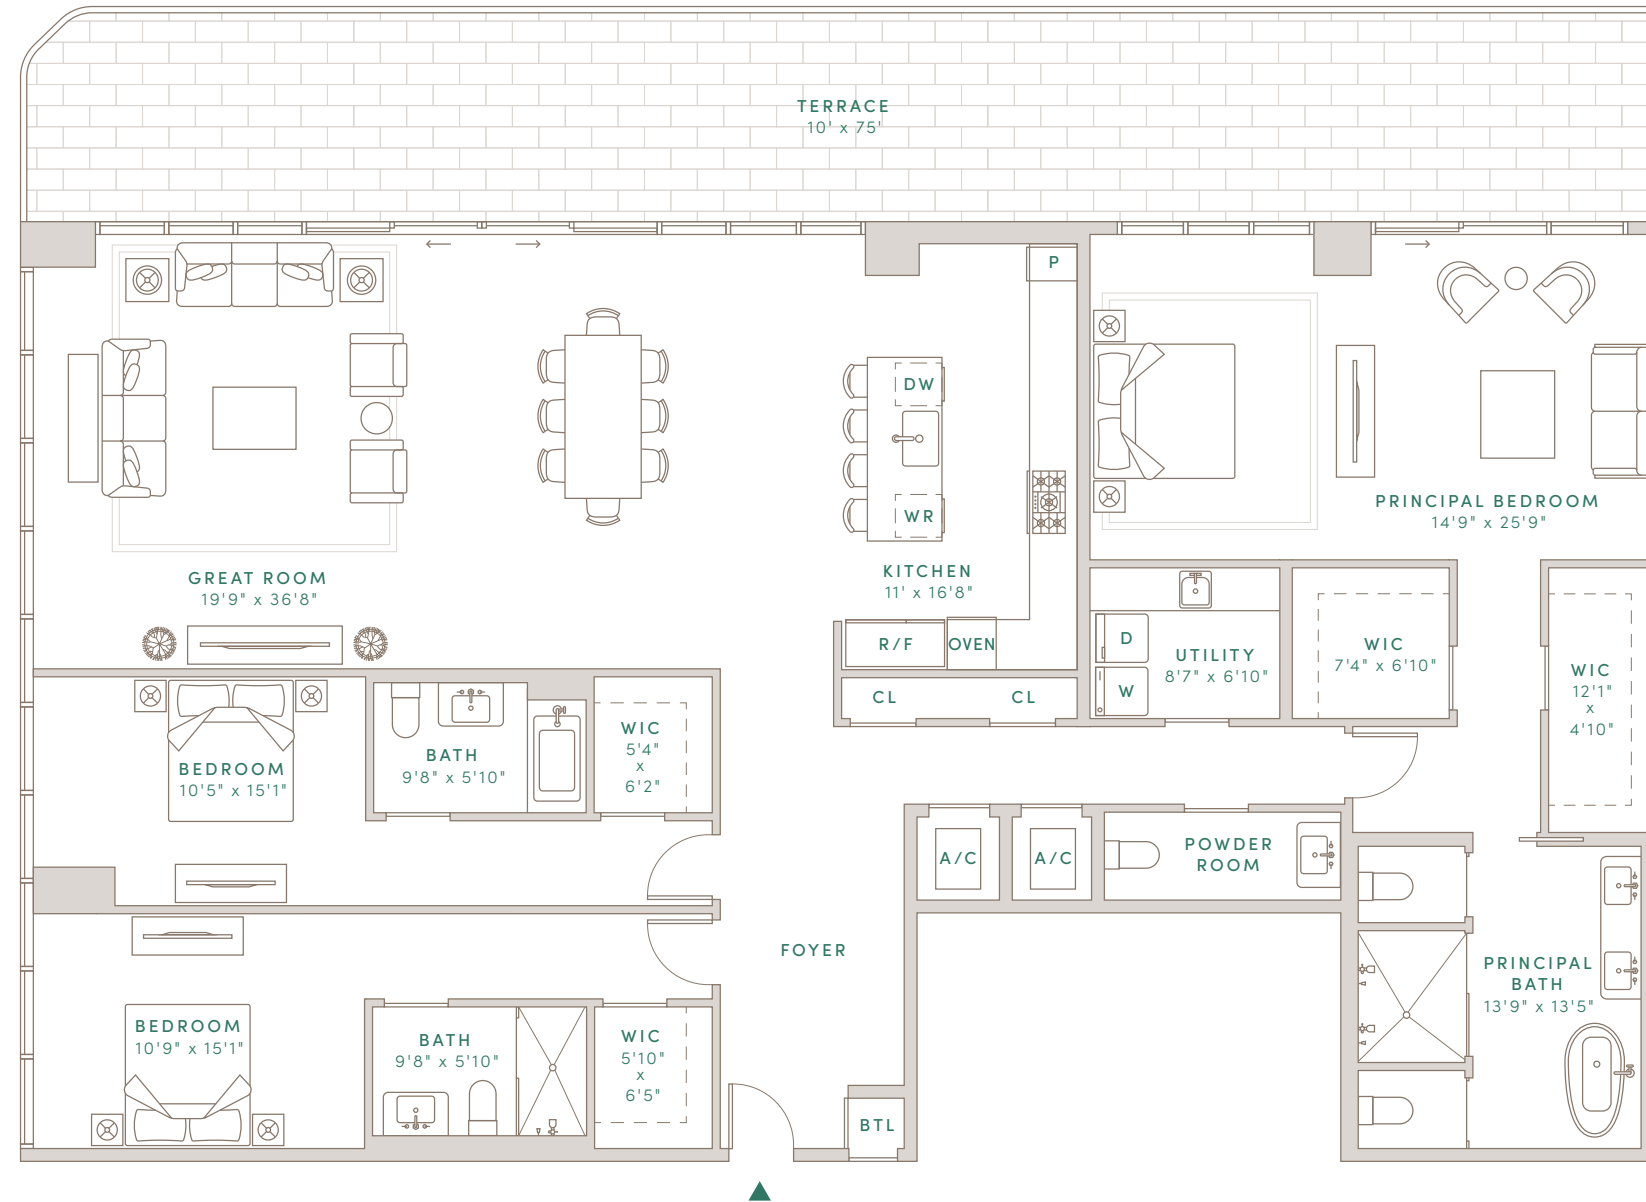 TERRACE
10' x 75'
P
DW
WR
PRINCIPAL BEDROOM
14'9" x 25'9"
GREAT ROOM
19'9" x 36'8"
KITCHEN
11' x 16'8"
R/F
OVEN
D
W
UTILITY
8'7" x 6'10"
WIC
7'4" x 6'10"
WIC
12'1"
x
4'10"
CL
CL
BEDROOM
10'5" x 15'1"
BATH
9'8" x 5'10"
WIC
5'4"
x
6'2"
A/C
A/C
POWDER
ROOM
FOYER
PRINCIPAL
BATH
13'9" x 13'5"
BEDROOM
10'9" x 15'1"
BATH
9'8" x 5'10"
WIC
5'10"
x
6'5"
BTL